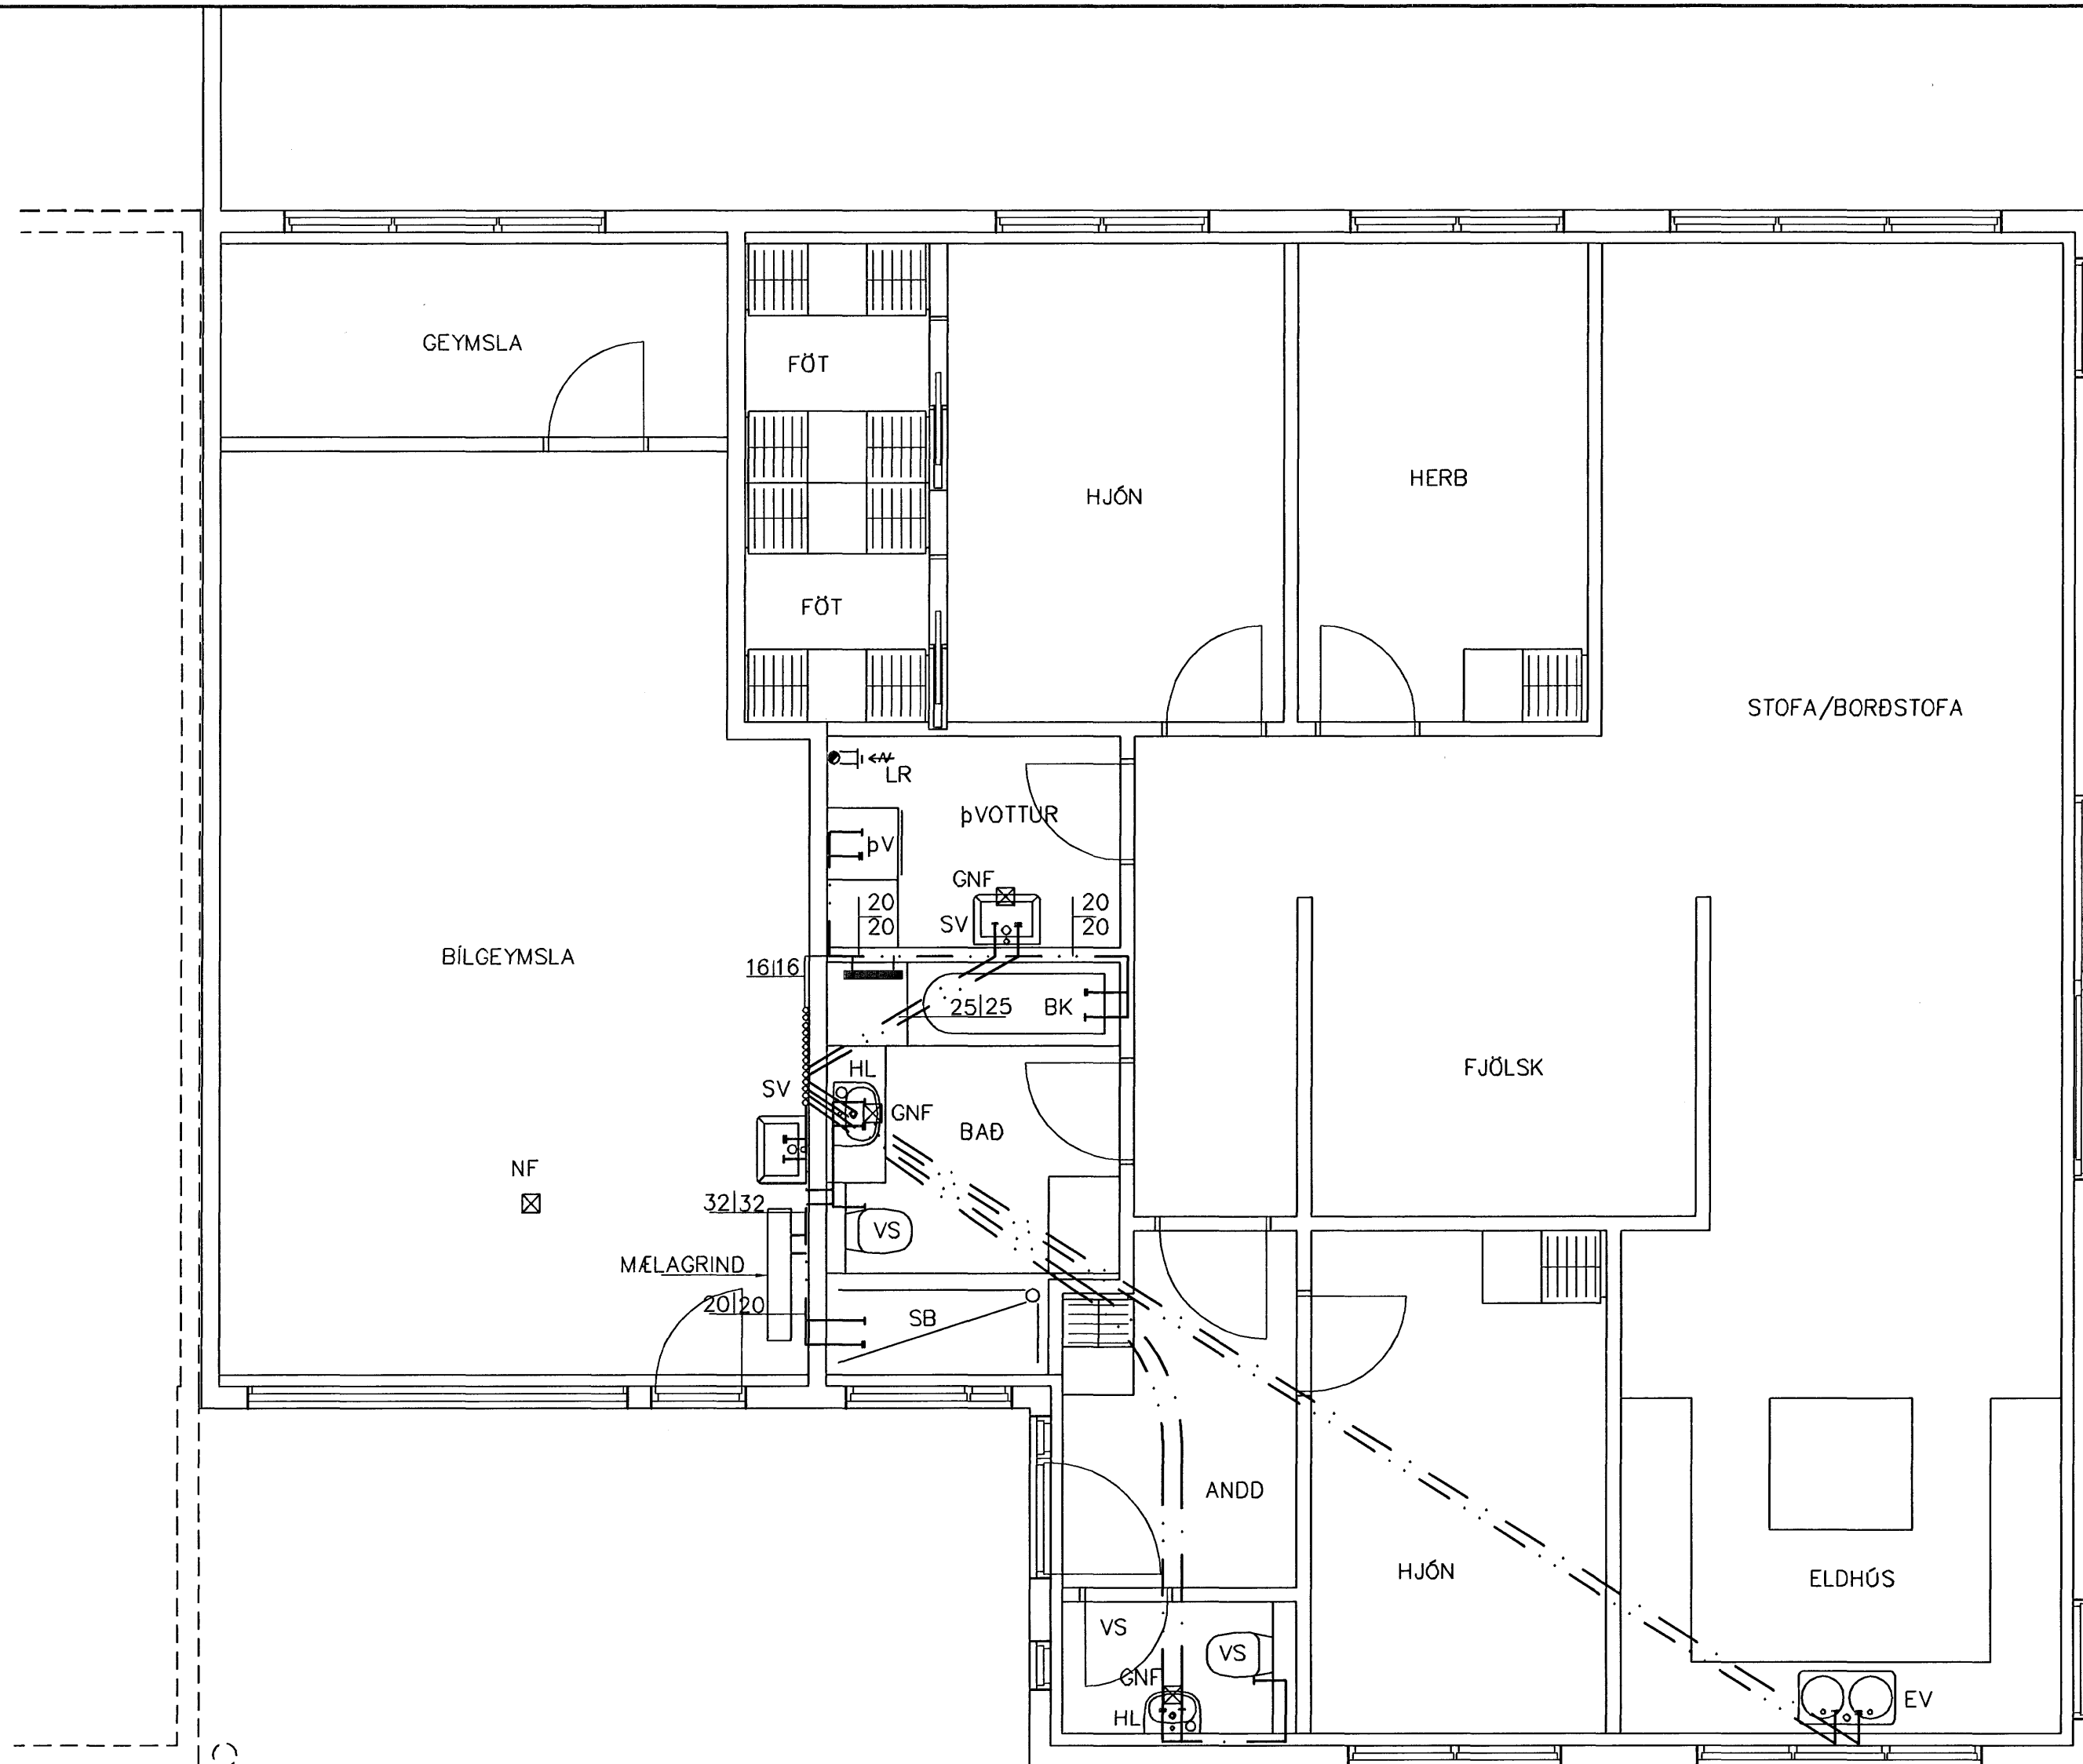 GEYMSLA
FÖT
HJÓN
HERB
FÖT
STOFA/BORÐSTOFA
LR
þVOTTUR
þV
GNF
20
20
SV
20
20
BÍLGEYMSLA
16|16
25|25
BK
HL
FJÖLSK
SV
GNF
BAÐ
NF
32|32
VS
MÆLAGRIND
20|20
SB
ANDD
HJÓN
ELDHÚS
VS
VS
GNF
HL
EV